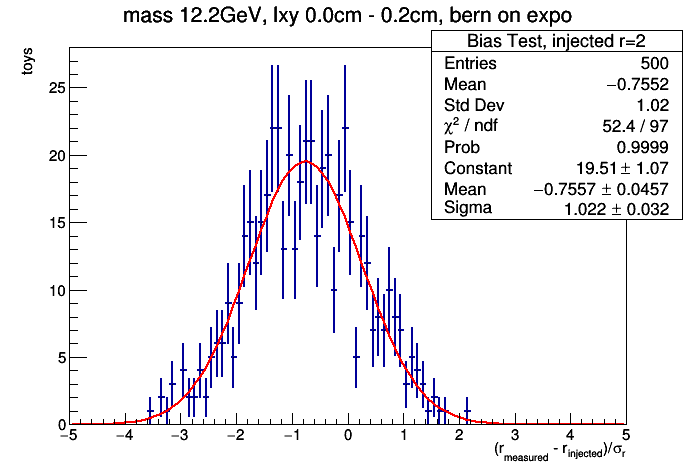 mass 12.2GeV, lxy 0.0cm - 0.2cm, bern on expo
Bias Test, injected r=2
Entries 500
Mean −0.7552
Std Dev 1.02
χ² / ndf 52.4 / 97
Prob 0.9999
Constant 19.51 ± 1.07
Mean −0.7557 ± 0.0457
Sigma 1.022 ± 0.032
toys
25
20
15
10
5
0
−5 −4 −3 −2 −1 0 1 2 3 4 5
(r_measured - r_injected)/σ_r